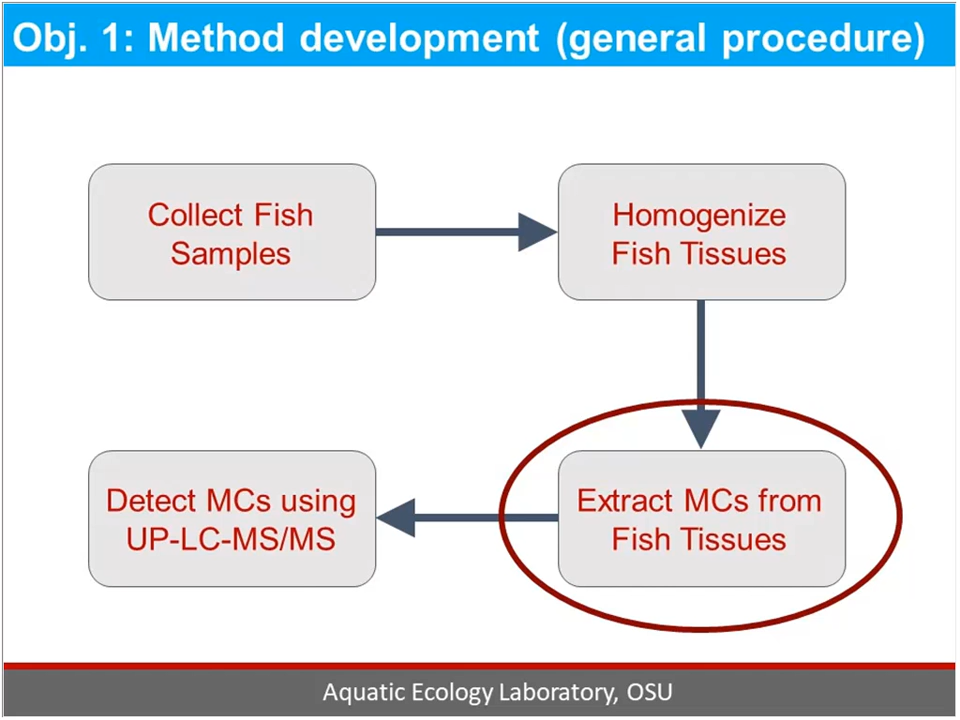 Obj. 1: Method development (general procedure)
Collect Fish
Samples
Homogenize
Fish Tissues
Extract MCs from
Fish Tissues
Detect MCs using
UP-LC-MS/MS
Aquatic Ecology Laboratory, OSU